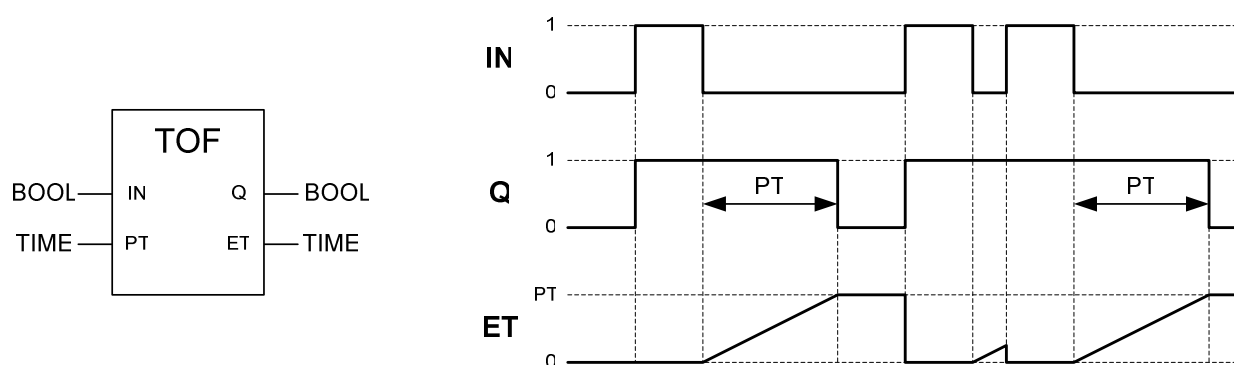 TOF
BOOL IN Q BOOL
TIME PT ET TIME
IN
1
0
Q
1
0
PT
PT
ET
PT
0